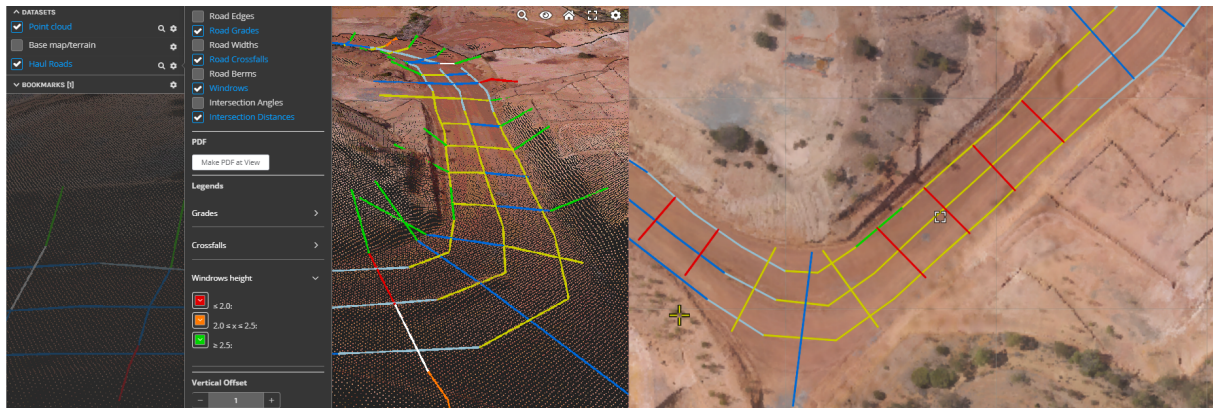 DATASETS
Point cloud
Base map/terrain
Haul Roads
BOOKMARKS [1]
Road Edges
Road Grades
Road Widths
Road Crossfalls
Road Berms
Windrows
Intersection Angles
Intersection Distances
PDF
Make PDF at View
Legends
Grades
Crossfalls
Windrows height
≤ 2.0:
2.0 ≤ x ≤ 2.5:
≥ 2.5:
Vertical Offset
− 1 +